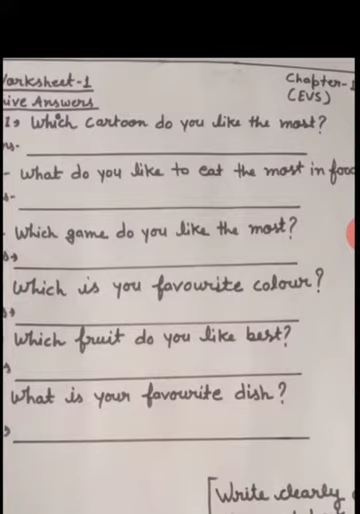 Worksheet-1
Chapter-1
(EVS)
Give Answers
1, Which cartoon do you like the most?
ns-
- What do you like to eat the most in food
s-
- Which game do you like the most?
Which is you favourite colour?
Which fruit do you like best?
What is your favourite dish?
[Write clearly